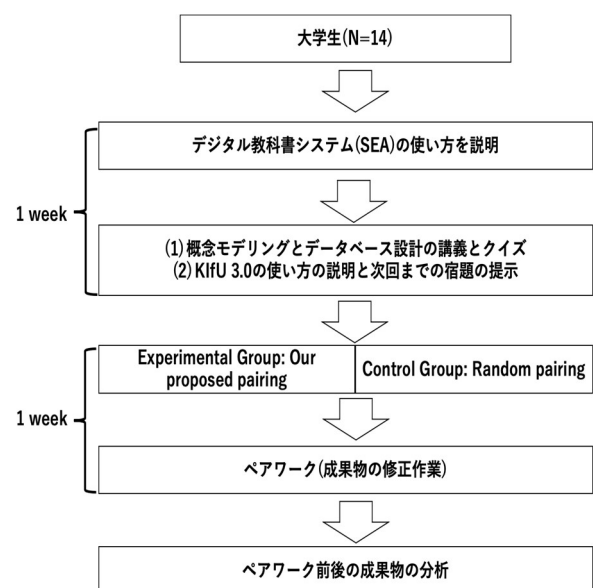 大学生(N=14)
デジタル教科書システム(SEA)の使い方を説明
1 week
(1) 概念モデリングとデータベース設計の講義とクイズ
(2) KIfU 3.0の使い方の説明と次回までの宿題の提示
Experimental Group: Our
proposed pairing
Control Group: Random pairing
1 week
ペアワーク(成果物の修正作業)
ペアワーク前後の成果物の分析